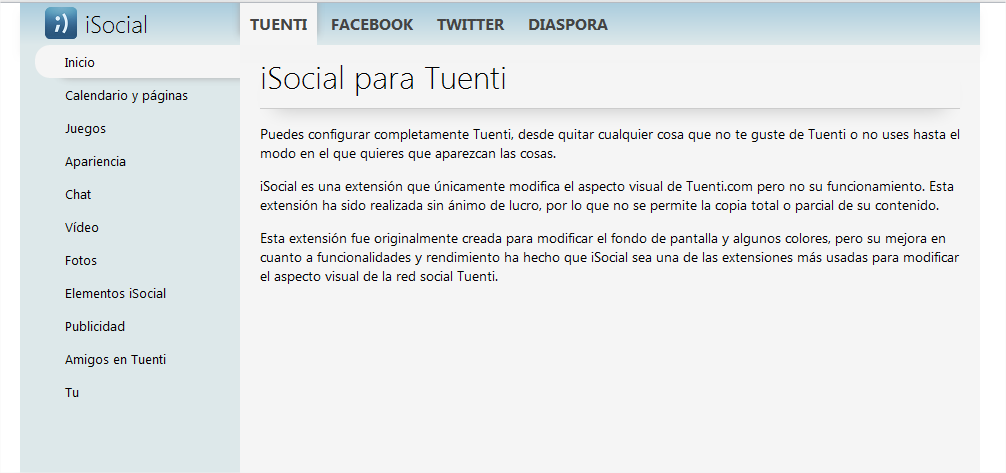 ;) iSocial
TUENTI FACEBOOK TWITTER DIASPORA
Inicio
Calendario y páginas
Juegos
Apariencia
Chat
Vídeo
Fotos
Elementos iSocial
Publicidad
Amigos en Tuenti
Tu
iSocial para Tuenti
Puedes configurar completamente Tuenti, desde quitar cualquier cosa que no te guste de Tuenti o no uses hasta el
modo en el que quieres que aparezcan las cosas.
iSocial es una extensión que únicamente modifica el aspecto visual de Tuenti.com pero no su funcionamiento. Esta
extensión ha sido realizada sin ánimo de lucro, por lo que no se permite la copia total o parcial de su contenido.
Esta extensión fue originalmente creada para modificar el fondo de pantalla y algunos colores, pero su mejora en
cuanto a funcionalidades y rendimiento ha hecho que iSocial sea una de las extensiones más usadas para modificar
el aspecto visual de la red social Tuenti.